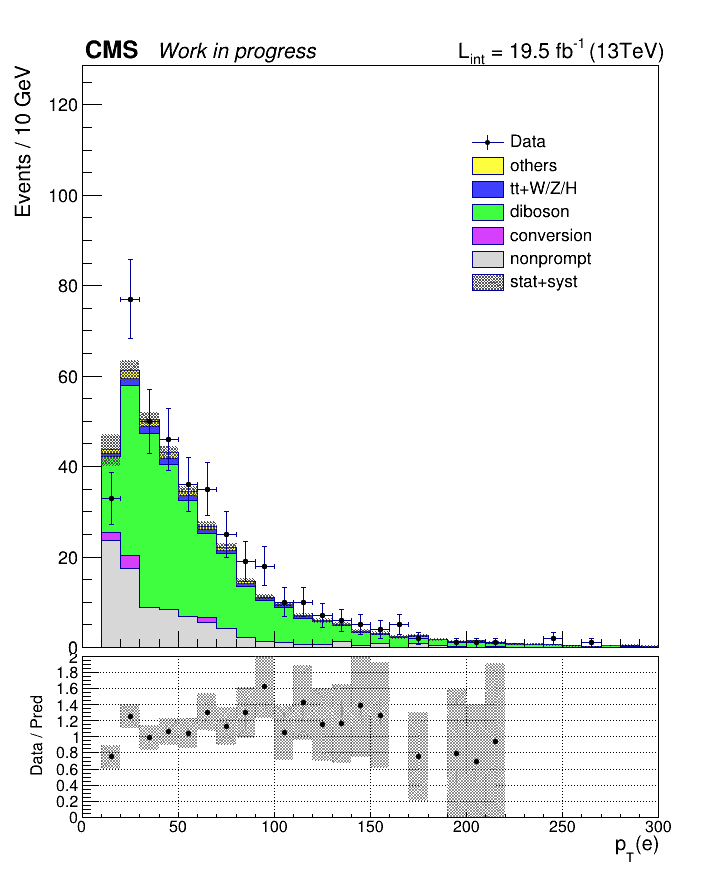 CMS Work in progress L_int = 19.5 fb^-1 (13TeV)
Events / 10 GeV
120
100
80
60
40
20
0
Data
others
tt+W/Z/H
diboson
conversion
nonprompt
stat+syst
Data / Pred
2
1.8
1.6
1.4
1.2
1
0.8
0.6
0.4
0.2
0
0 50 100 150 200 250 300
p_T(e)